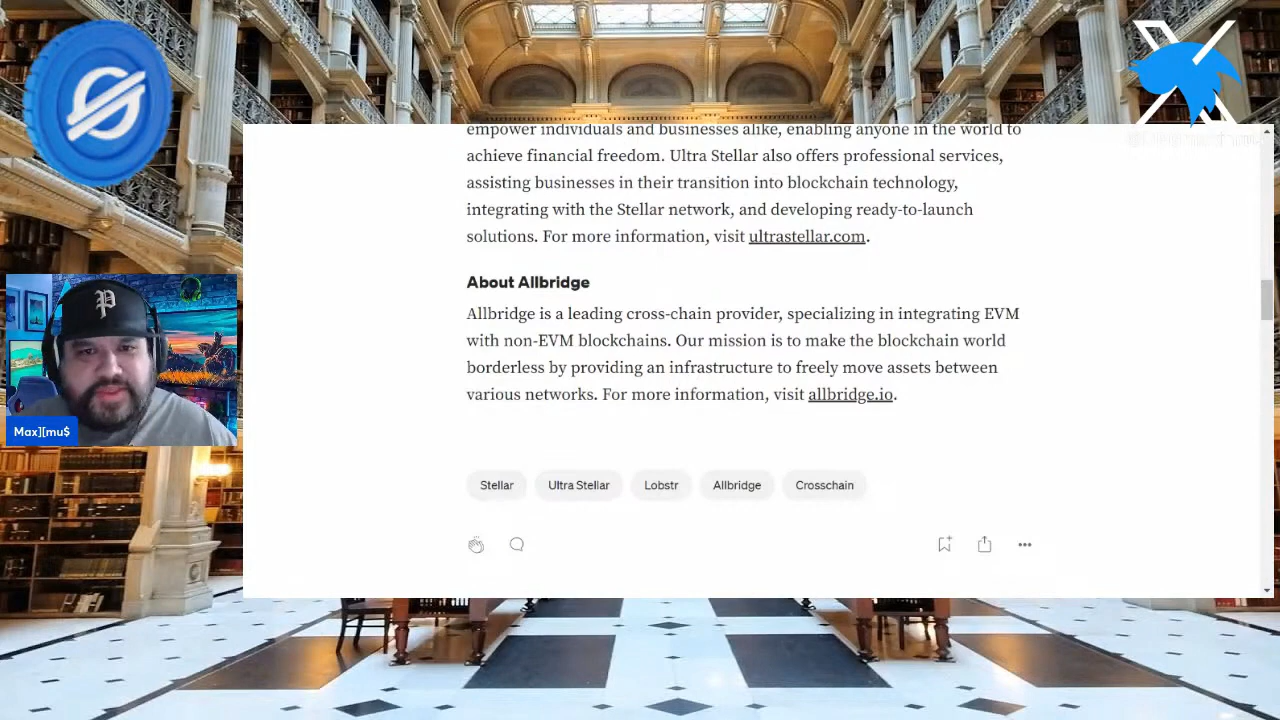 empower individuals and businesses alike, enabling anyone in the world to
achieve financial freedom. Ultra Stellar also offers professional services,
assisting businesses in their transition into blockchain technology,
integrating with the Stellar network, and developing ready-to-launch
solutions. For more information, visit ultrastellar.com.
About Allbridge
Allbridge is a leading cross-chain provider, specializing in integrating EVM
with non-EVM blockchains. Our mission is to make the blockchain world
borderless by providing an infrastructure to freely move assets between
various networks. For more information, visit allbridge.io.
Max][mu$
Stellar Ultra Stellar Lobstr Allbridge Crosschain